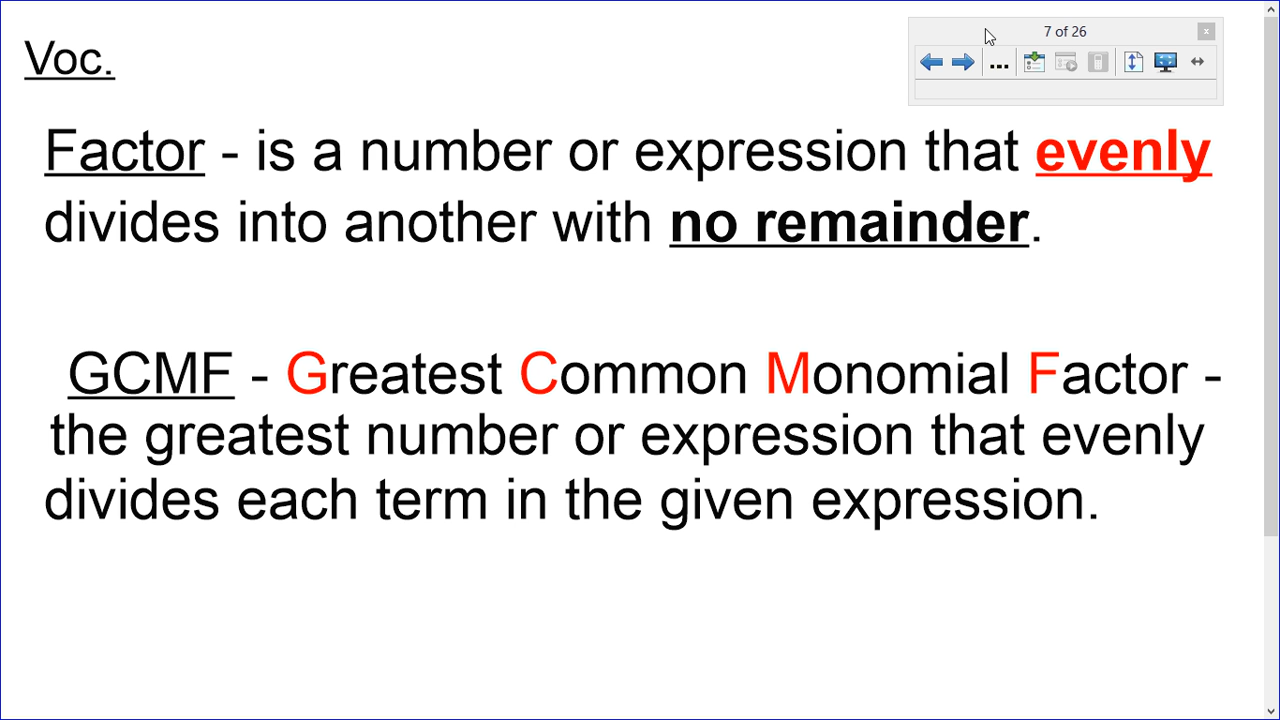 Voc.
7 of 26
Factor - is a number or expression that evenly
divides into another with no remainder.
GCMF - Greatest Common Monomial Factor -
the greatest number or expression that evenly
divides each term in the given expression.